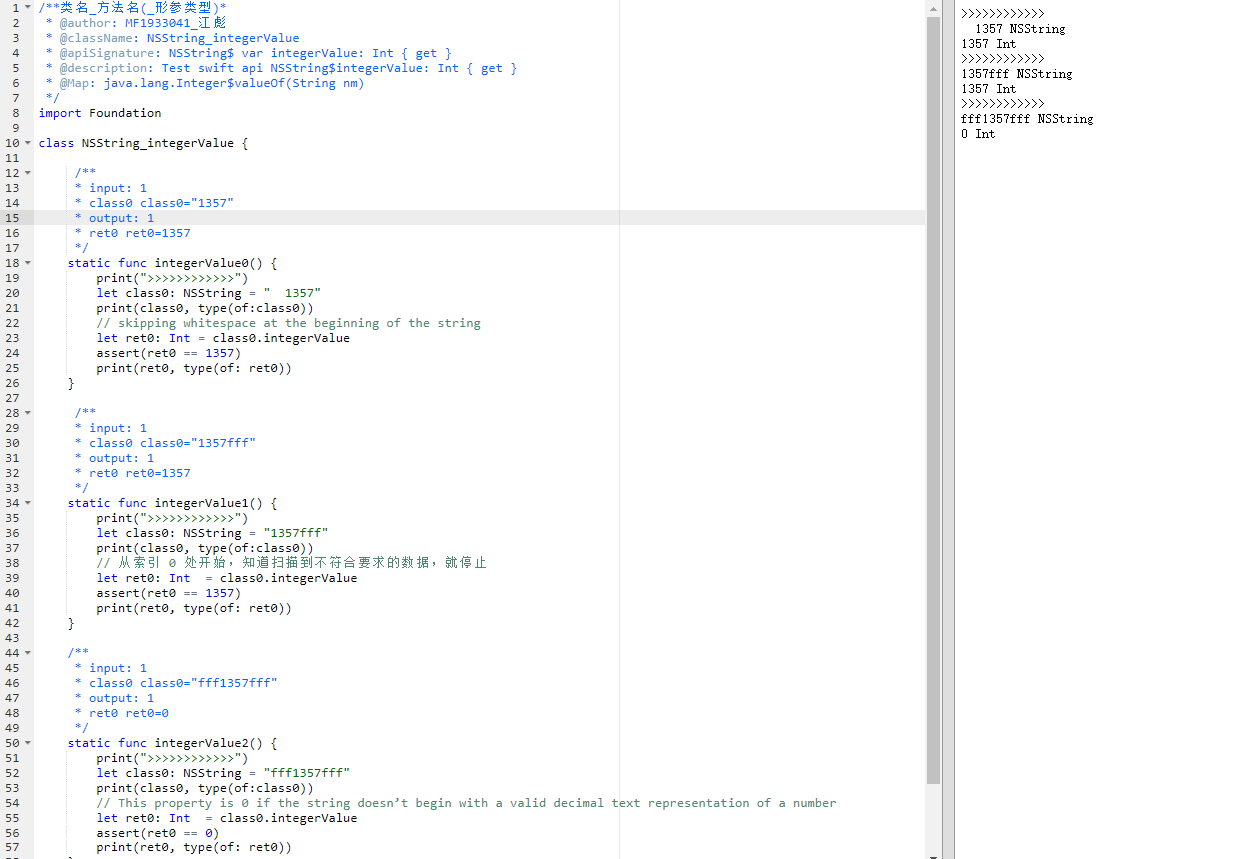 1 /**类名_方法名(_形参类型)*
2 * @author: MF1933041_江彪
3 * @className: NSString_integerValue
4 * @apiSignature: NSString$ var integerValue: Int { get }
5 * @description: Test swift api NSString$integerValue: Int { get }
6 * @Map: java.lang.Integer$valueOf(String nm)
7 */
8 import Foundation
9
10 class NSString_integerValue {
11
12 /**
13 * input: 1
14 * class0 class0="1357"
15 * output: 1
16 * ret0 ret0=1357
17 */
18 static func integerValue0() {
19 print(">>>>>>>>>>>>")
20 let class0: NSString = "  1357"
21 print(class0, type(of:class0))
22 // skipping whitespace at the beginning of the string
23 let ret0: Int = class0.integerValue
24 assert(ret0 == 1357)
25 print(ret0, type(of: ret0))
26 }
27
28 /**
29 * input: 1
30 * class0 class0="1357fff"
31 * output: 1
32 * ret0 ret0=1357
33 */
34 static func integerValue1() {
35 print(">>>>>>>>>>>>")
36 let class0: NSString = "1357fff"
37 print(class0, type(of:class0))
38 // 从索引 0 处开始，知道扫描到不符合要求的数据，就停止
39 let ret0: Int  = class0.integerValue
40 assert(ret0 == 1357)
41 print(ret0, type(of: ret0))
42 }
43
44 /**
45 * input: 1
46 * class0 class0="fff1357fff"
47 * output: 1
48 * ret0 ret0=0
49 */
50 static func integerValue2() {
51 print(">>>>>>>>>>>>")
52 let class0: NSString = "fff1357fff"
53 print(class0, type(of:class0))
54 // This property is 0 if the string doesn’t begin with a valid decimal text representation of a number
55 let ret0: Int  = class0.integerValue
56 assert(ret0 == 0)
57 print(ret0, type(of: ret0))
>>>>>>>>>>>>
  1357 NSString
1357 Int
>>>>>>>>>>>>
1357fff NSString
1357 Int
>>>>>>>>>>>>
fff1357fff NSString
0 Int